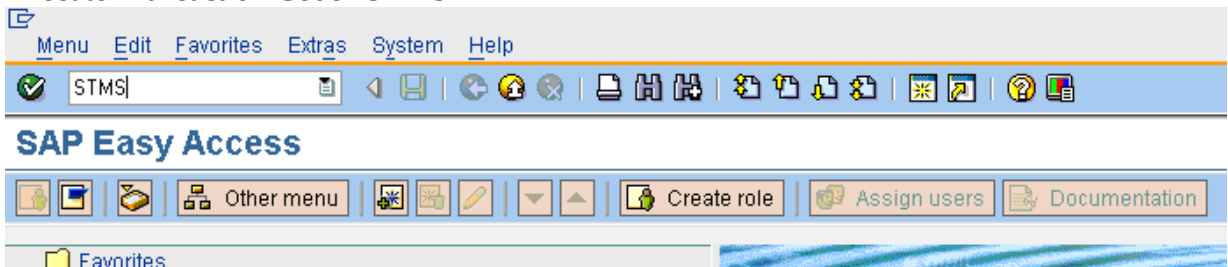 Menu Edit Favorites Extras System Help
STMS
SAP Easy Access
Other menu Create role Assign users Documentation
Favorites